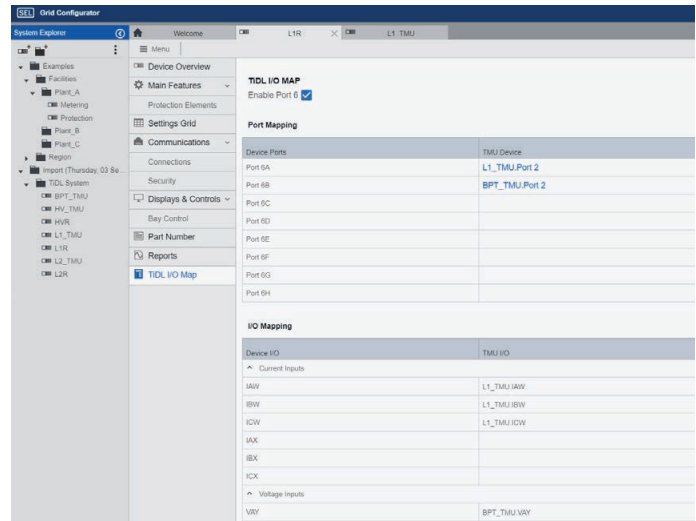 SEL Grid Configurator
System Explorer
Welcome
L1R
L1 TMU
Menu
Examples
Facilities
Plant_A
Metering
Protection
Plant_B
Plant_C
Region
Import (Thursday, 03 Se...
TiDL System
BPT_TMU
HV_TMU
HVR
L1_TMU
L1R
L2_TMU
L2R
Device Overview
Main Features
Protection Elements
Settings Grid
Communications
Connections
Security
Displays & Controls
Bay Control
Part Number
Reports
TiDL I/O Map
TiDL I/O MAP
Enable Port 6
Port Mapping
Device Ports TMU Device
Port 6A L1_TMU.Port 2
Port 6B BPT_TMU.Port 2
Port 6C
Port 6D
Port 6E
Port 6F
Port 6G
Port 6H
I/O Mapping
Device I/O TMU I/O
Current Inputs
IAW L1_TMU.IAW
IBW L1_TMU.IBW
ICW L1_TMU.ICW
IAX
IBX
ICX
Voltage Inputs
VAY BPT_TMU.VAY